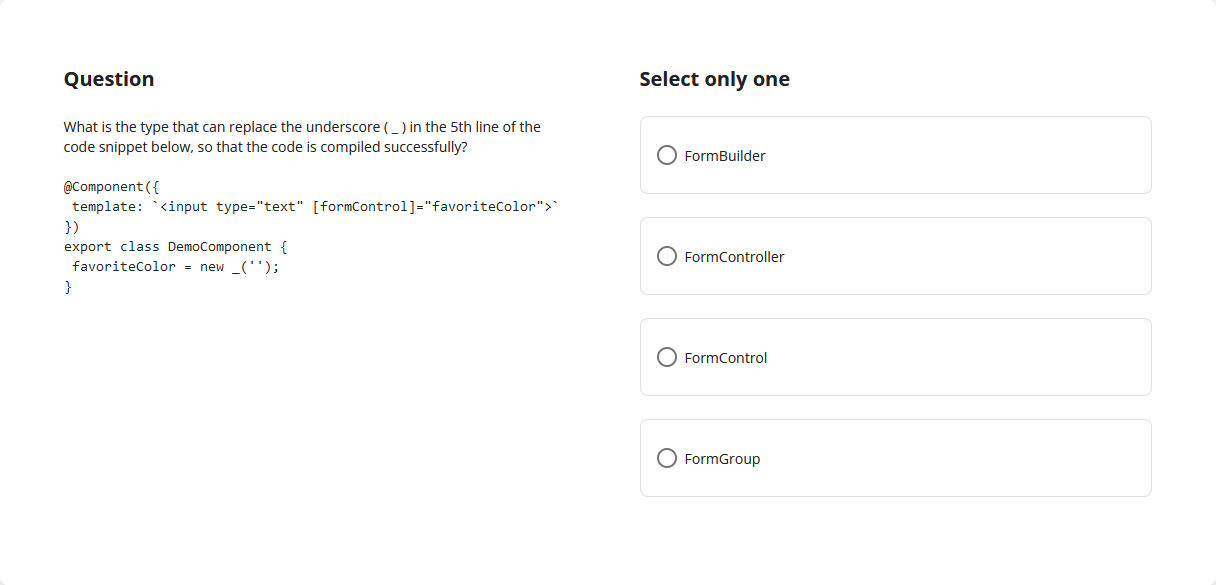 Question
What is the type that can replace the underscore ( _ ) in the 5th line of the
code snippet below, so that the code is compiled successfully?
@Component({
 template: `<input type="text" [formControl]="favoriteColor">`
})
export class DemoComponent {
 favoriteColor = new _('');
}
Select only one
FormBuilder
FormController
FormControl
FormGroup